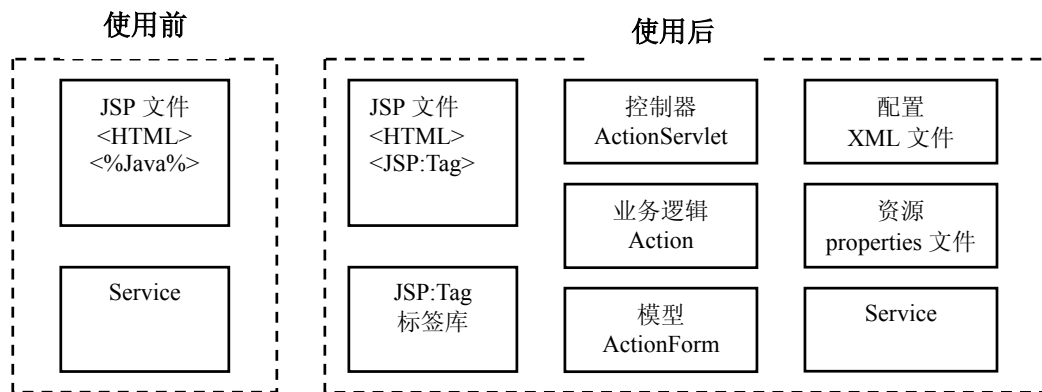 使用前
使用后
JSP 文件
<HTML>
<%Java%>
Service
JSP 文件
<HTML>
<JSP:Tag>
JSP:Tag
标签库
控制器
ActionServlet
业务逻辑
Action
模型
ActionForm
配置
XML 文件
资源
properties 文件
Service